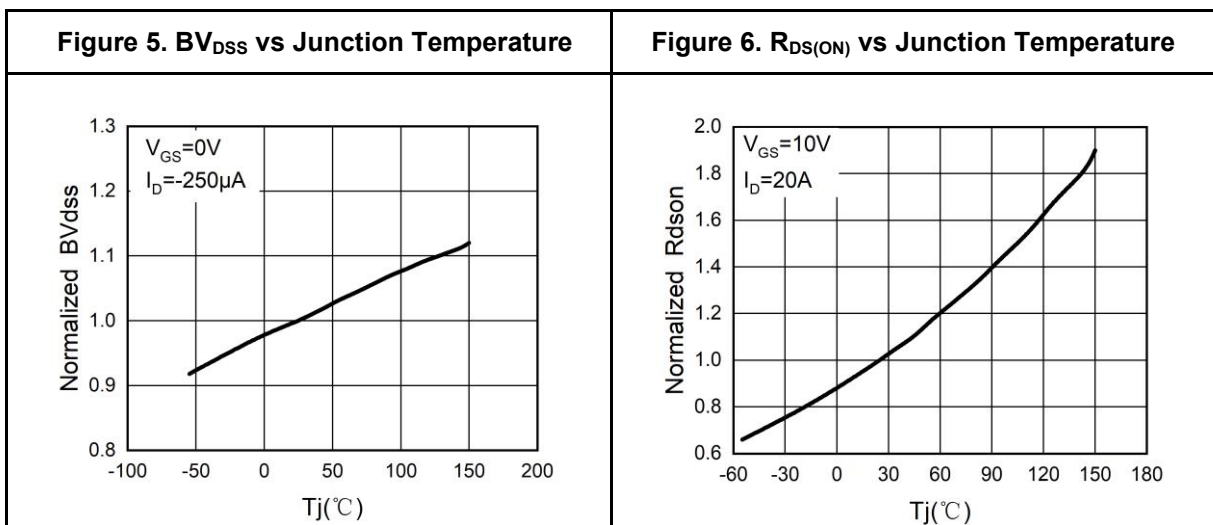 Figure 5. BVDSS vs Junction Temperature
Figure 6. RDS(ON) vs Junction Temperature
VGS=0V
ID=-250μA
Normalized BVdss
1.3
1.2
1.1
1.0
0.9
0.8
-100 -50 0 50 100 150 200
Tj(℃)
VGS=10V
ID=20A
Normalized Rdson
2.0
1.8
1.6
1.4
1.2
1.0
0.8
0.6
-60 -30 0 30 60 90 120 150 180
Tj(℃)